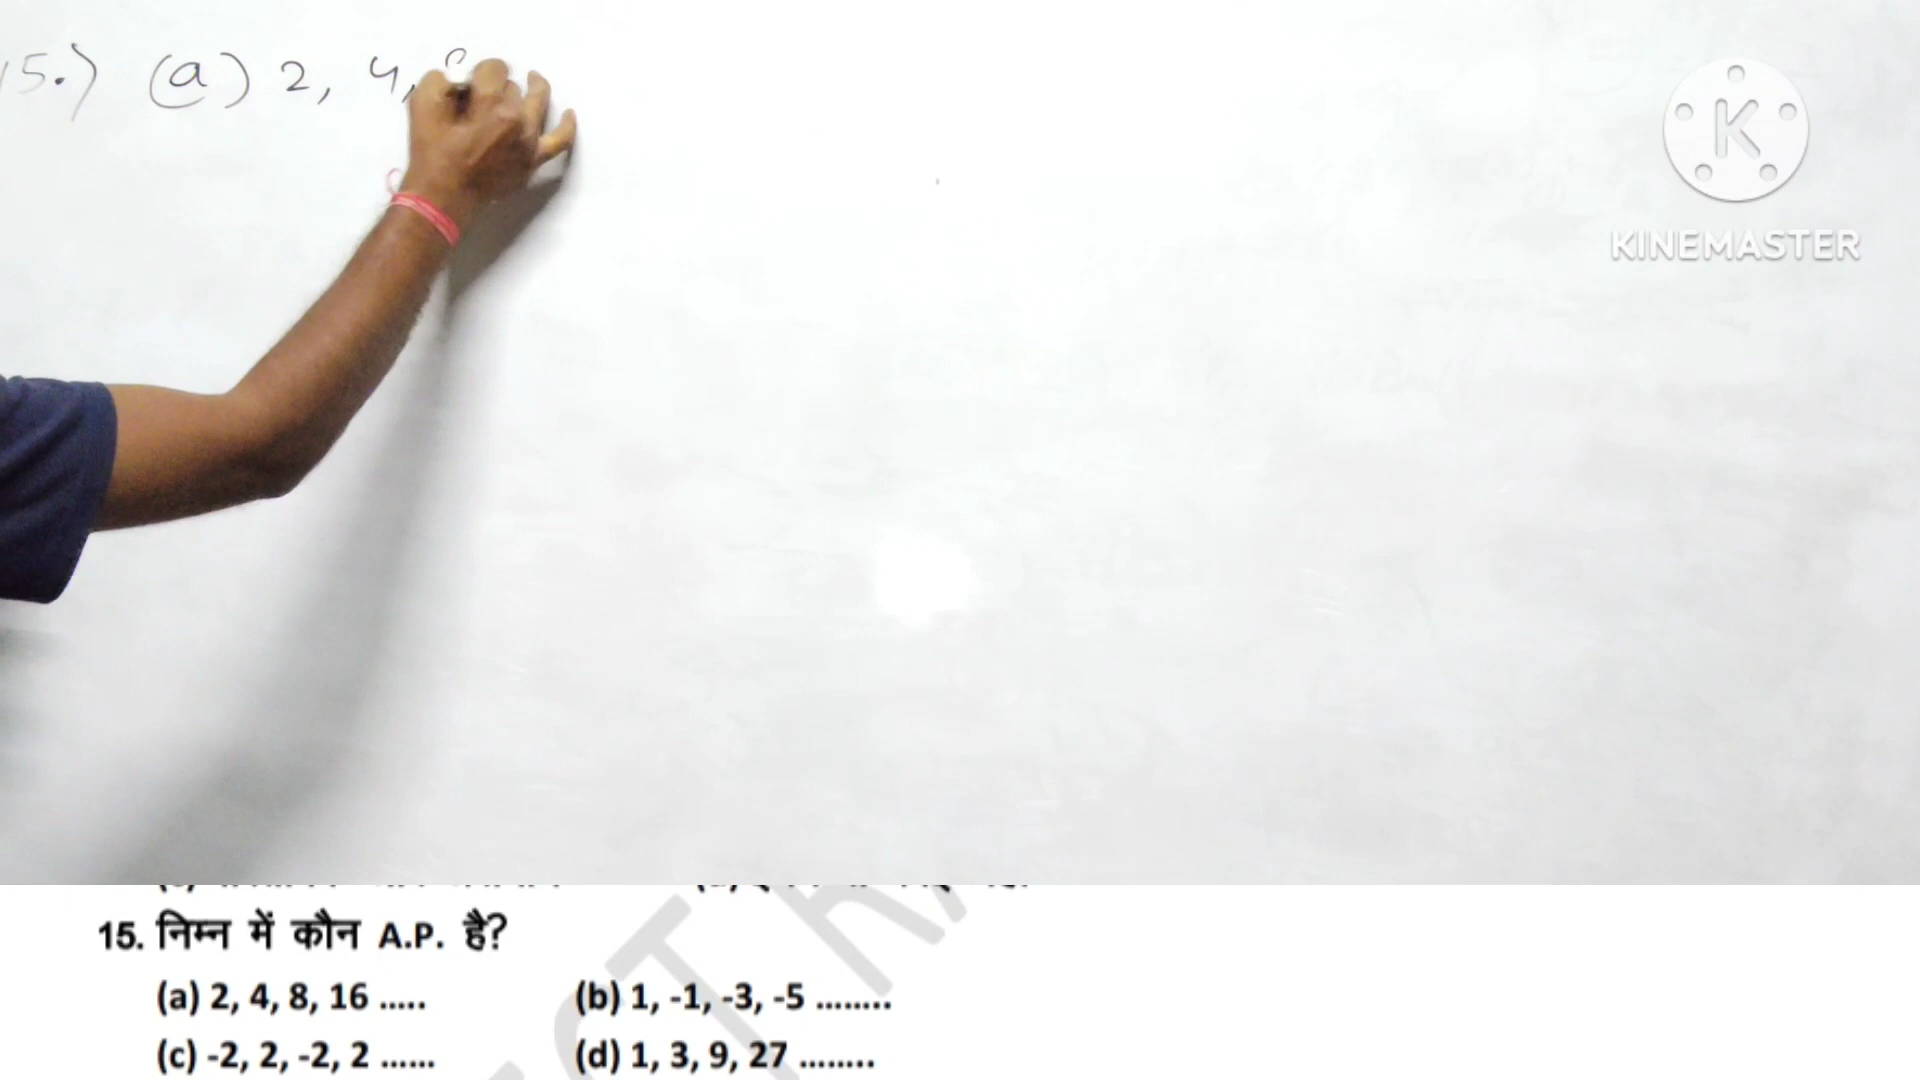 15.) (a) 2, 4,
K
KINEMASTER
15. निम्न में कौन A.P. है?
(a) 2, 4, 8, 16 ..... (b) 1, -1, -3, -5 ........
(c) -2, 2, -2, 2 ...... (d) 1, 3, 9, 27 ........